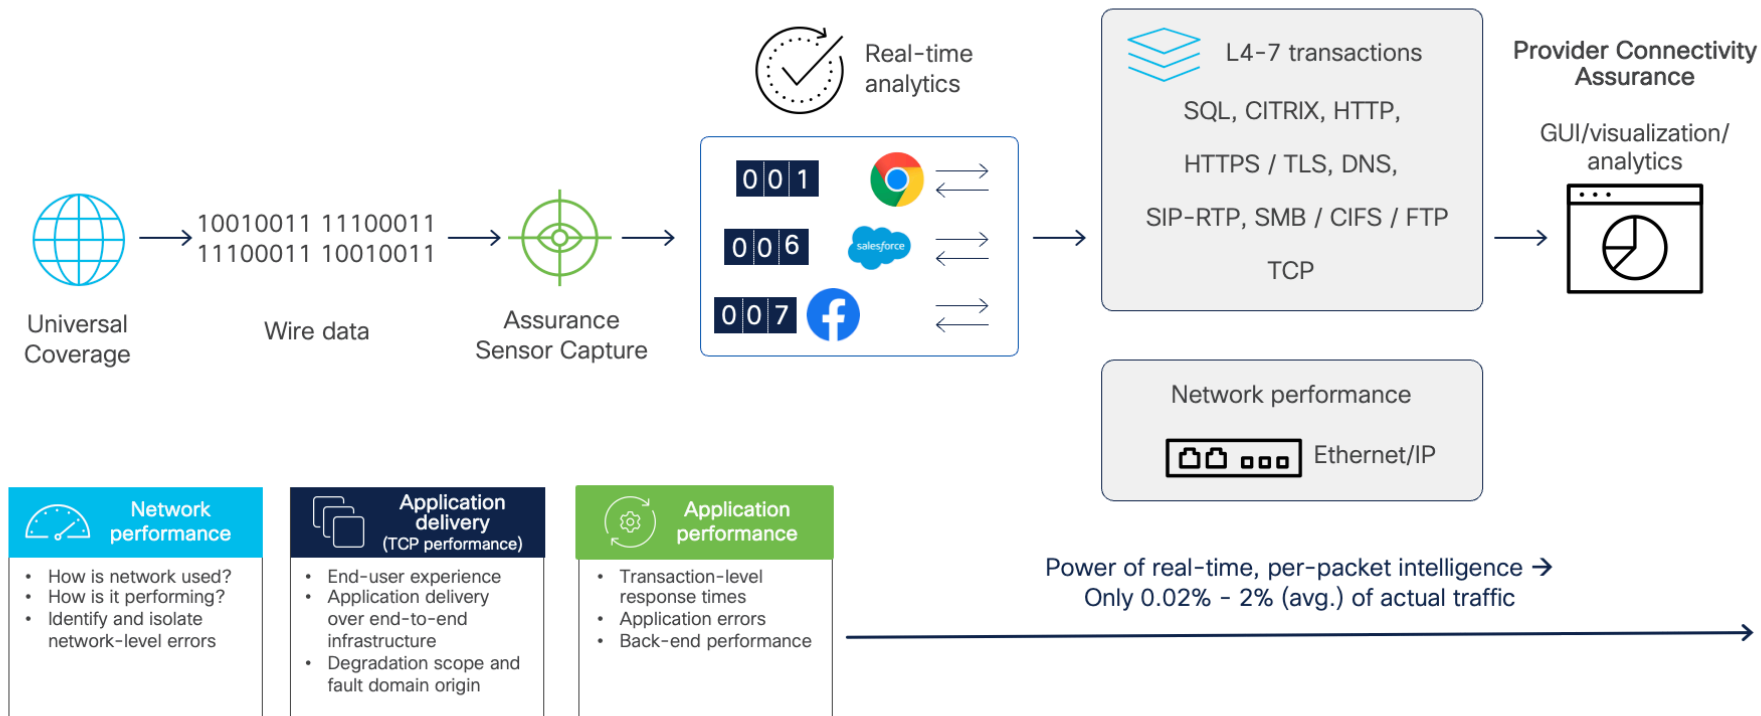 Real-time
analytics
L4-7 transactions
SQL, CITRIX, HTTP,
HTTPS / TLS, DNS,
SIP-RTP, SMB / CIFS / FTP
TCP
Provider Connectivity
Assurance
GUI/visualization/
analytics
001
006
salesforce
007
10010011 11100011
11100011 10010011
Universal
Coverage
Wire data
Assurance
Sensor Capture
Network performance
Ethernet/IP
Network
performance
• How is network used?
• How is it performing?
• Identify and isolate
network-level errors
Application
delivery
(TCP performance)
• End-user experience
• Application delivery
over end-to-end
infrastructure
• Degradation scope and
fault domain origin
Application
performance
• Transaction-level
response times
• Application errors
• Back-end performance
Power of real-time, per-packet intelligence →
Only 0.02% - 2% (avg.) of actual traffic